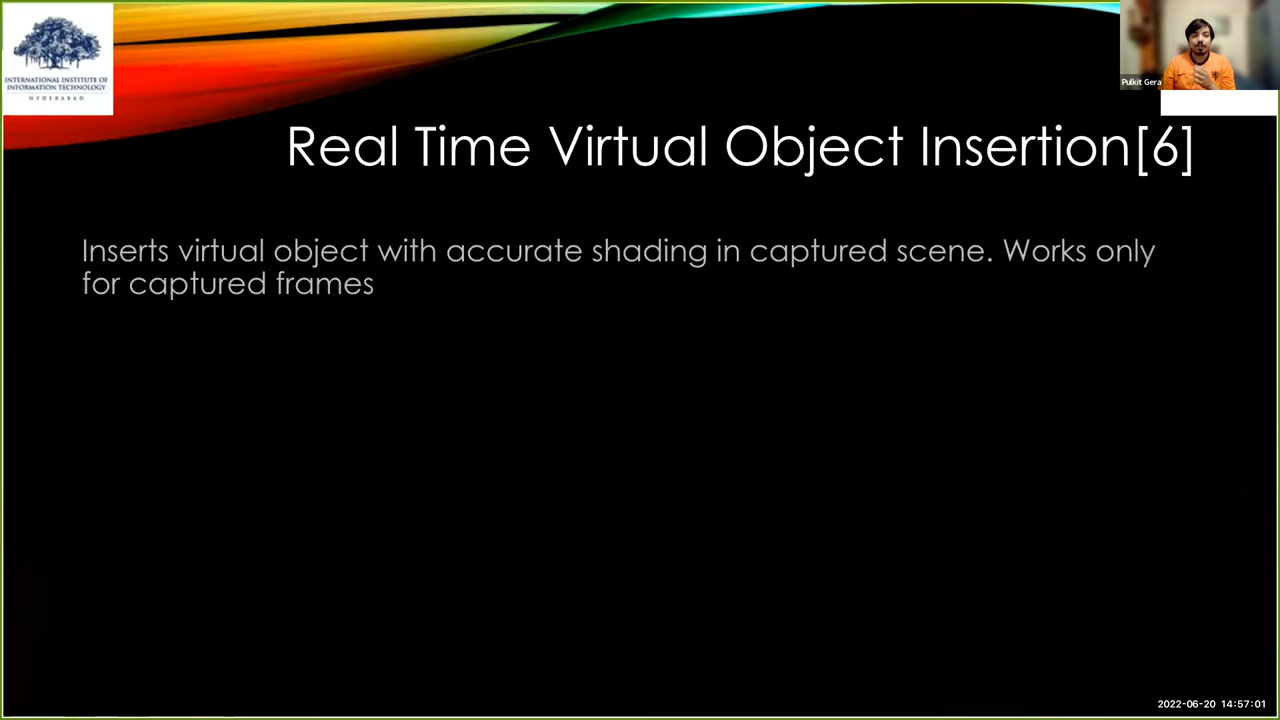 INTERNATIONAL INSTITUTE OF
INFORMATION TECHNOLOGY
HYDERABAD
Pulkit Gera
Real Time Virtual Object Insertion[6]
Inserts virtual object with accurate shading in captured scene. Works only
for captured frames
2022-06-20 14:57:01